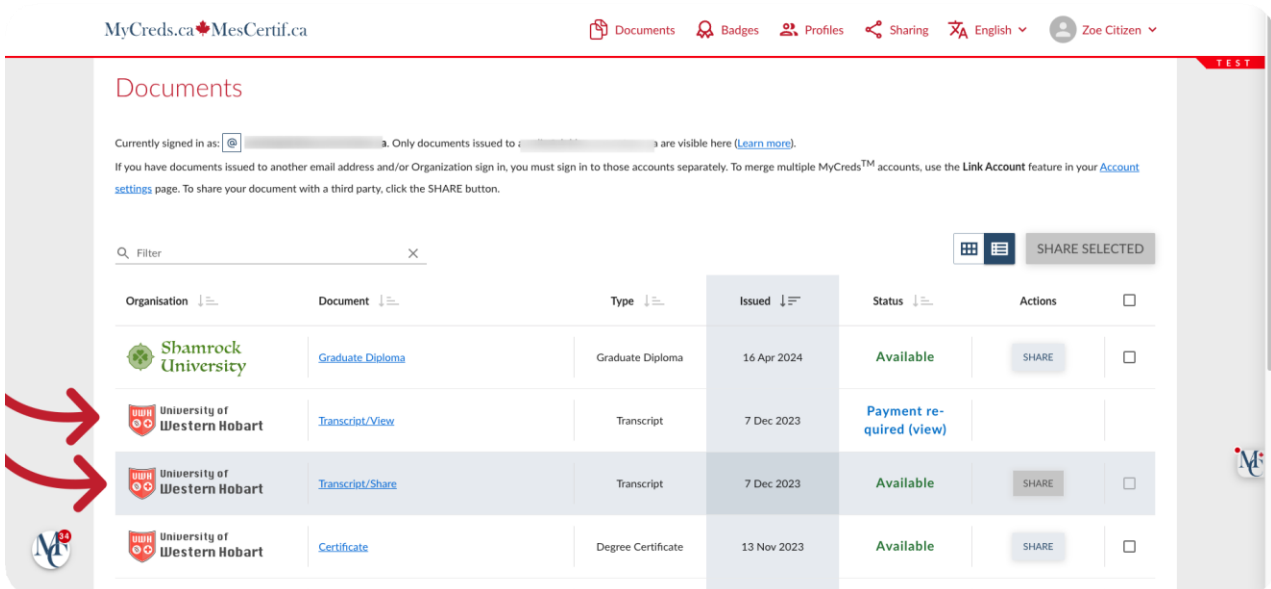 MyCreds.ca MesCertif.ca
Documents Badges Profiles Sharing English Zoe Citizen
TEST
Documents
Currently signed in as: @ a. Only documents issued to a are visible here (Learn more).
If you have documents issued to another email address and/or Organization sign in, you must sign in to those accounts separately. To merge multiple MyCreds™ accounts, use the Link Account feature in your Account
settings page. To share your document with a third party, click the SHARE button.
Filter
SHARE SELECTED
Organisation Document Type Issued Status Actions
Shamrock
University
Graduate Diploma Graduate Diploma 16 Apr 2024 Available SHARE
UWH University of
Western Hobart
Transcript/View Transcript 7 Dec 2023 Payment re-
quired (view)
UWH University of
Western Hobart
Transcript/Share Transcript 7 Dec 2023 Available SHARE
UWH University of
Western Hobart
Certificate Degree Certificate 13 Nov 2023 Available SHARE
MC
34
MC